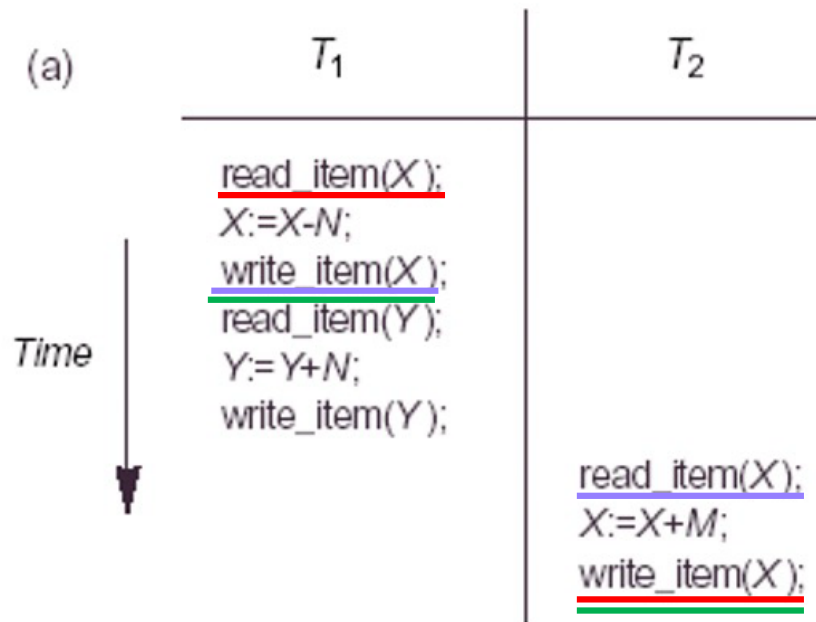 (a)
T₁
T₂
read_item(X);
X:=X-N;
write_item(X);
read_item(Y);
Time
Y:=Y+N;
write_item(Y);
read_item(X);
X:=X+M;
write_item(X);